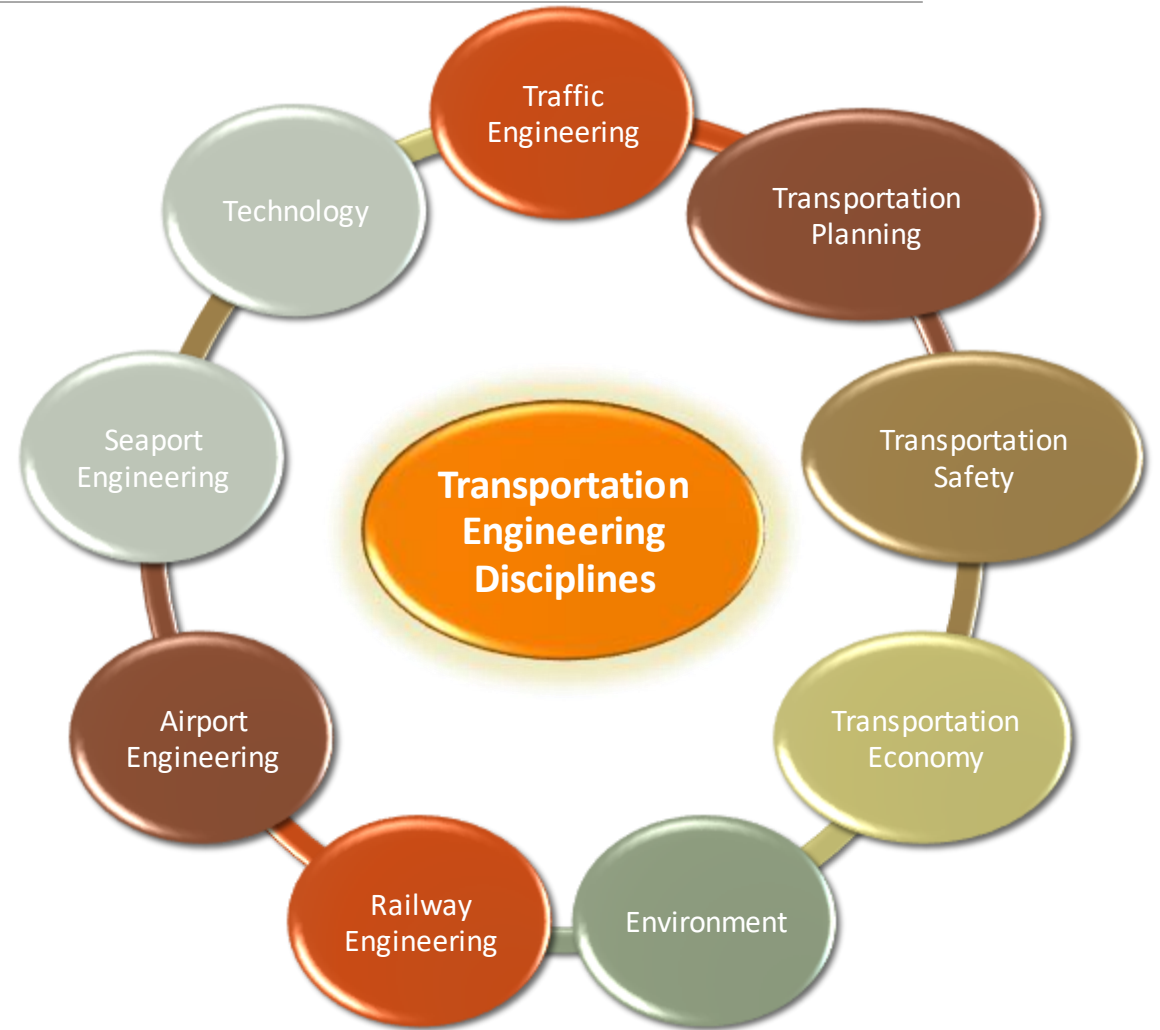 Traffic
Engineering
Transportation
Planning
Transportation
Safety
Transportation
Economy
Environment
Railway
Engineering
Airport
Engineering
Seaport
Engineering
Technology
Transportation
Engineering
Disciplines